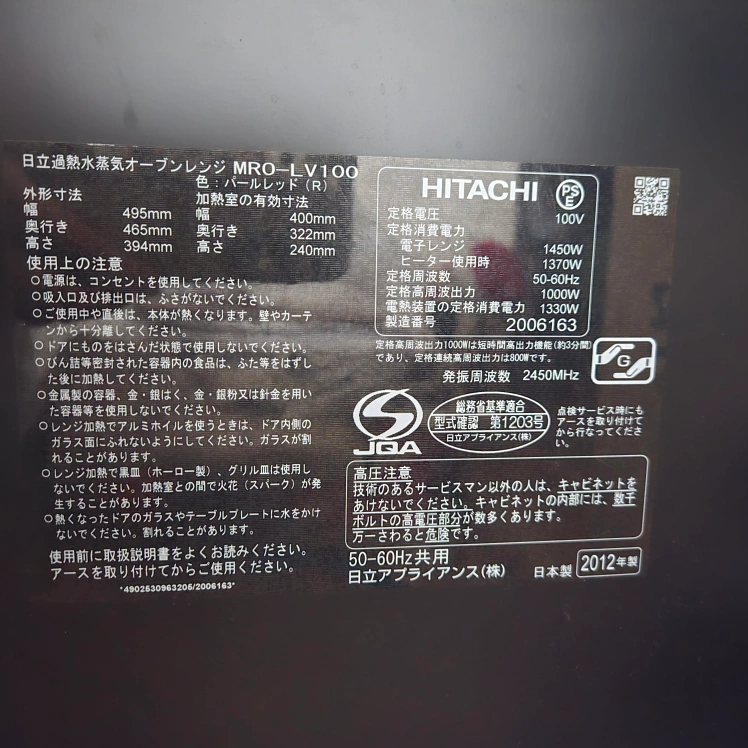 日立過熱水蒸気オーブンレンジ MRO-LV100
色：パールレッド（R）
外形寸法
幅 495mm
奥行き 465mm
高さ 394mm
加熱室の有効寸法
幅 400mm
奥行き 322mm
高さ 240mm
使用上の注意
○電源は、コンセントを使用してください。
○吸入口及び排出口は、ふさがないでください。
○ご使用中や直後は、本体が熱くなります。壁やカーテ
ンから十分離してください。
○ドアにものをはさんだ状態で使用しないでください。
○びん詰等密封された容器内の食品は、ふた等をはずし
た後に加熱してください。
○金属製の容器、金・銀はく、金・銀粉又は針金を用い
た容器等を使用しないでください。
○レンジ加熱でアルミホイルを使うときは、ドア内側の
ガラス面にふれないようにしてください。ガラスが割
れることがあります。
○レンジ加熱で黒皿（ホーロー製）、グリル皿は使用し
ないでください。加熱室との間で火花（スパーク）が発
生することがあります。
○熱くなったドアのガラスやテーブルプレートに水をかけ
ないでください。割れることがあります。
使用前に取扱説明書をよくお読みください。
アースを取り付けてからご使用ください。
*4902530963205/2006163*
HITACHI PSE
定格電圧 100V
定格消費電力
電子レンジ 1450W
ヒーター使用時 1370W
定格周波数 50-60Hz
定格高周波出力 1000W
電熱装置の定格消費電力 1330W
製造番号 2006163
定格高周波出力1000Wは短時間高出力機能(約3分間)
であり、定格連続高周波出力は800Wです。
発振周波数 2450MHz
G
JQA
総務省基準適合
型式確認 第1203号
日立アプライアンス(株)
点検サービス時にも
アースを取り付けて
から行なってくださ
い。
高圧注意
技術のあるサービスマン以外の人は、キャビネットを
あけないでください。キャビネットの内部には、数千
ボルトの高電圧部分が数多くあります。
万一さわると危険です。
50-60Hz共用
日立アプライアンス(株) 日本製 2012年製